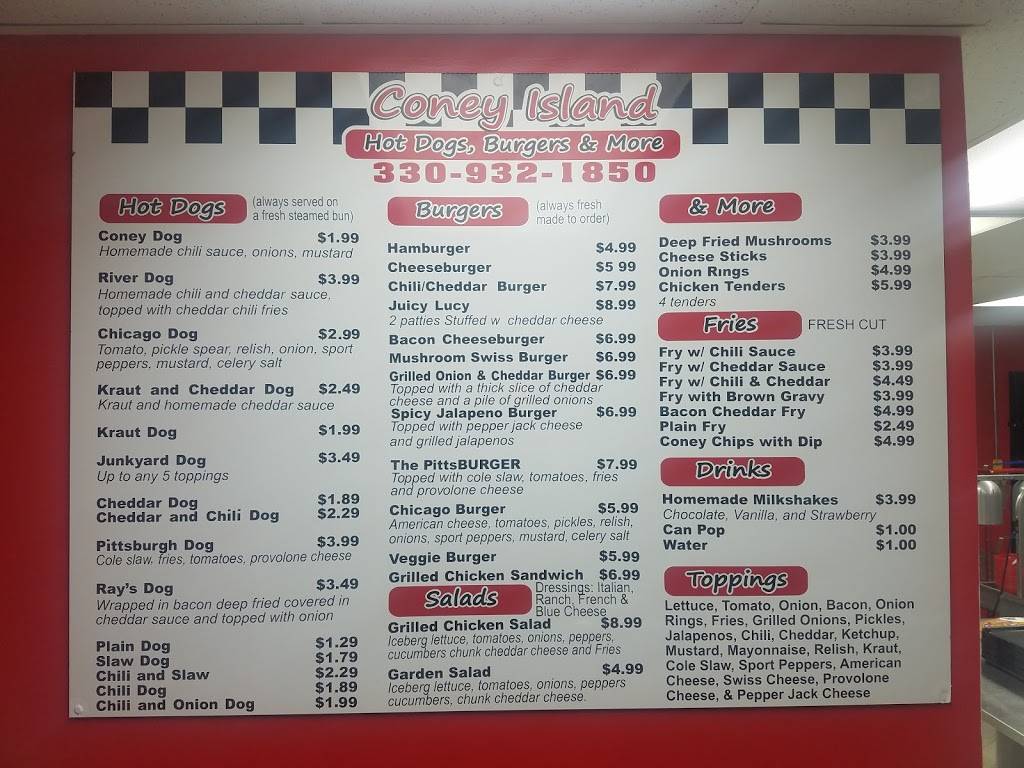 Coney Island
Hot Dogs, Burgers & More
330-932-1850
Hot Dogs
(always served on
a fresh steamed bun)
Coney Dog $1.99
Homemade chili sauce, onions, mustard
River Dog $3.99
Homemade chili and cheddar sauce,
topped with cheddar chili fries
Chicago Dog $2.99
Tomato, pickle spear, relish, onion, sport
peppers, mustard, celery salt
Kraut and Cheddar Dog $2.49
Kraut and homemade cheddar sauce
Kraut Dog $1.99
Junkyard Dog $3.49
Up to any 5 toppings
Cheddar Dog $1.89
Cheddar and Chili Dog $2.29
Pittsburgh Dog $3.99
Cole slaw, fries, tomatoes, provolone cheese
Ray's Dog $3.49
Wrapped in bacon deep fried covered in
cheddar sauce and topped with onion
Plain Dog $1.29
Slaw Dog $1.79
Chili and Slaw $2.29
Chili Dog $1.89
Chili and Onion Dog $1.99
Burgers
(always fresh
made to order)
Hamburger $4.99
Cheeseburger $5 99
Chili/Cheddar Burger $7.99
Juicy Lucy $8.99
2 patties Stuffed w cheddar cheese
Bacon Cheeseburger $6.99
Mushroom Swiss Burger $6.99
Grilled Onion & Cheddar Burger $6.99
Topped with a thick slice of cheddar
cheese and a pile of grilled onions
Spicy Jalapeno Burger $6.99
Topped with pepper jack cheese
and grilled jalapenos
The PittsBURGER $7.99
Topped with cole slaw, tomatoes, fries
and provolone cheese
Chicago Burger $5.99
American cheese, tomatoes, pickles, relish,
onions, sport peppers, mustard, celery salt
Veggie Burger $5.99
Grilled Chicken Sandwich $6.99
Salads
Dressings: Italian,
Ranch, French &
Blue Cheese
Grilled Chicken Salad $8.99
Iceberg lettuce, tomatoes, onions, peppers,
cucumbers chunk cheddar cheese and Fries
Garden Salad $4.99
Iceberg lettuce, tomatoes, onions, peppers
cucumbers, chunk cheddar cheese.
& More
Deep Fried Mushrooms $3.99
Cheese Sticks $3.99
Onion Rings $4.99
Chicken Tenders $5.99
4 tenders
Fries
FRESH CUT
Fry w/ Chili Sauce $3.99
Fry w/ Cheddar Sauce $3.99
Fry w/ Chili & Cheddar $4.49
Fry with Brown Gravy $3.99
Bacon Cheddar Fry $4.99
Plain Fry $2.49
Coney Chips with Dip $4.99
Drinks
Homemade Milkshakes $3.99
Chocolate, Vanilla, and Strawberry
Can Pop $1.00
Water $1.00
Toppings
Lettuce, Tomato, Onion, Bacon, Onion
Rings, Fries, Grilled Onions, Pickles,
Jalapenos, Chili, Cheddar, Ketchup,
Mustard, Mayonnaise, Relish, Kraut,
Cole Slaw, Sport Peppers, American
Cheese, Swiss Cheese, Provolone
Cheese, & Pepper Jack Cheese